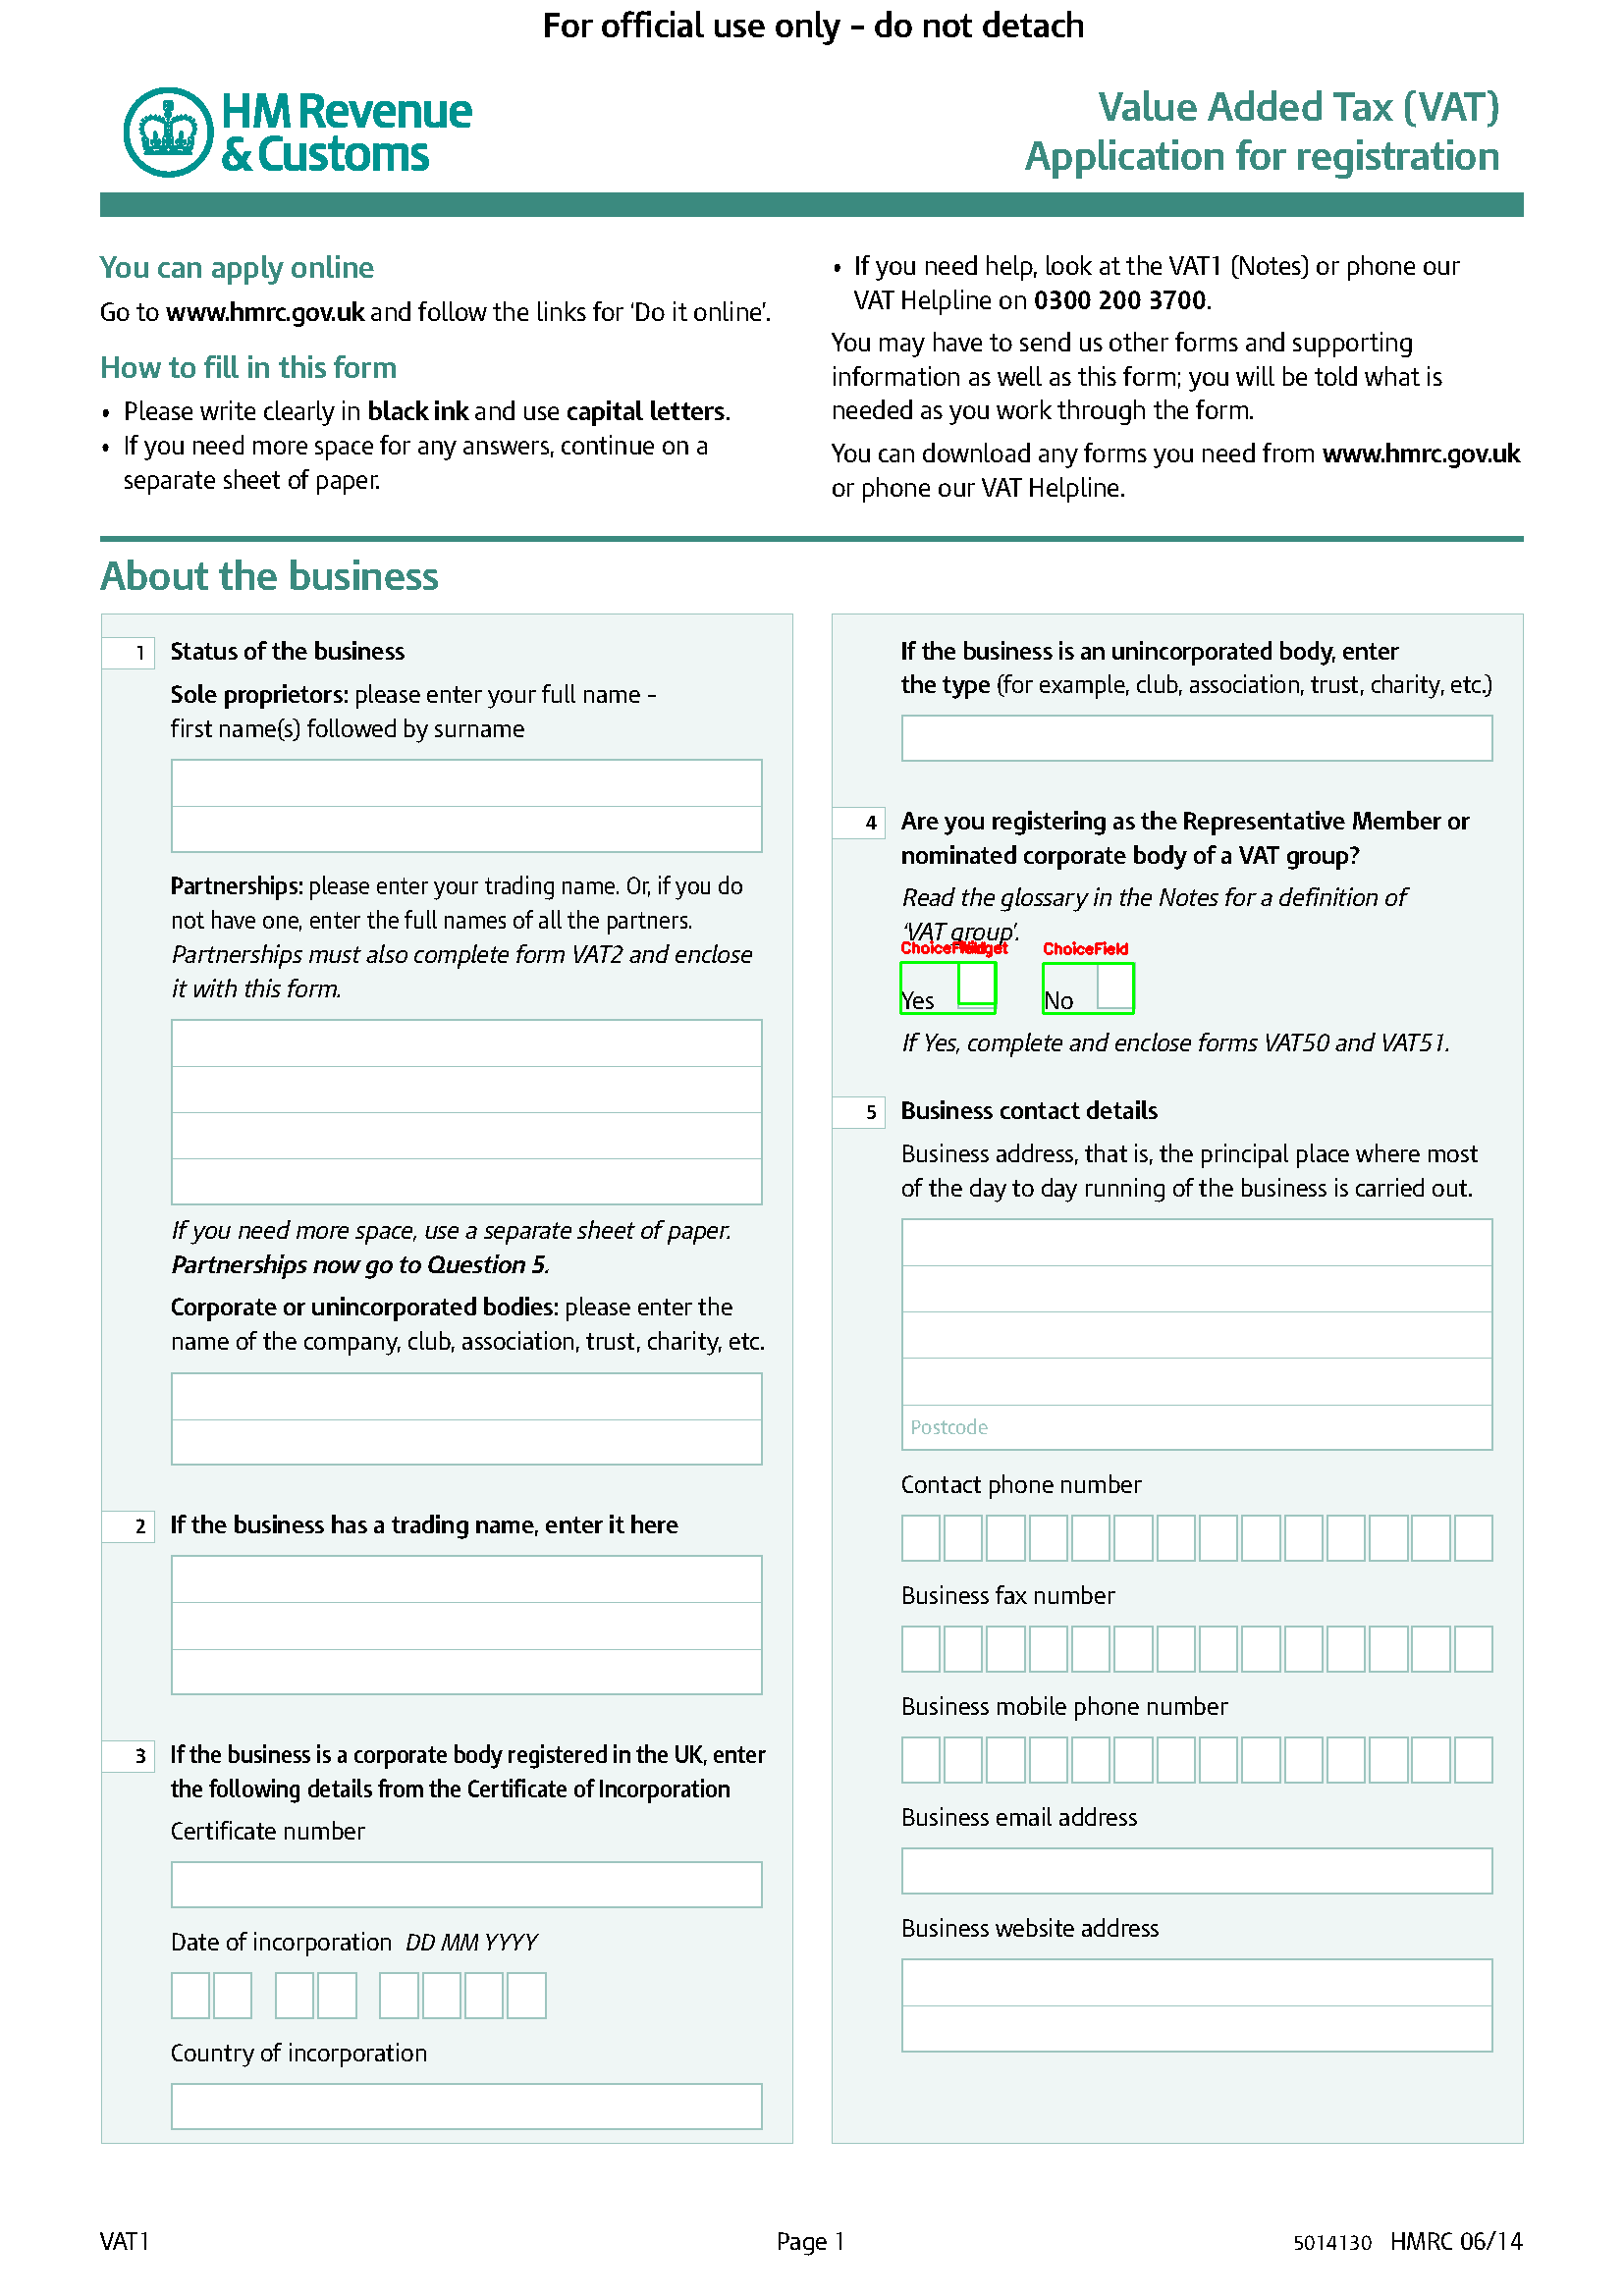 For official use only – do not detach
HM Revenue
& Customs
Value Added Tax (VAT)
Application for registration
You can apply online
Go to www.hmrc.gov.uk and follow the links for ‘Do it online’.
How to fill in this form
• Please write clearly in black ink and use capital letters.
• If you need more space for any answers, continue on a
separate sheet of paper.
• If you need help, look at the VAT1 (Notes) or phone our
VAT Helpline on 0300 200 3700.
You may have to send us other forms and supporting
information as well as this form; you will be told what is
needed as you work through the form.
You can download any forms you need from www.hmrc.gov.uk
or phone our VAT Helpline.
About the business
1 Status of the business
Sole proprietors: please enter your full name –
first name(s) followed by surname
Partnerships: please enter your trading name. Or, if you do
not have one, enter the full names of all the partners.
Partnerships must also complete form VAT2 and enclose
it with this form.
If you need more space, use a separate sheet of paper.
Partnerships now go to Question 5.
Corporate or unincorporated bodies: please enter the
name of the company, club, association, trust, charity, etc.
2 If the business has a trading name, enter it here
3 If the business is a corporate body registered in the UK, enter
the following details from the Certificate of Incorporation
Certificate number
Date of incorporation DD MM YYYY
Country of incorporation
If the business is an unincorporated body, enter
the type (for example, club, association, trust, charity, etc.)
4 Are you registering as the Representative Member or
nominated corporate body of a VAT group?
Read the glossary in the Notes for a definition of
‘VAT group’.
ChoiceField Widget ChoiceField
Yes No
If Yes, complete and enclose forms VAT50 and VAT51.
5 Business contact details
Business address, that is, the principal place where most
of the day to day running of the business is carried out.
Postcode
Contact phone number
Business fax number
Business mobile phone number
Business email address
Business website address
VAT1
Page 1
5014130 HMRC 06/14